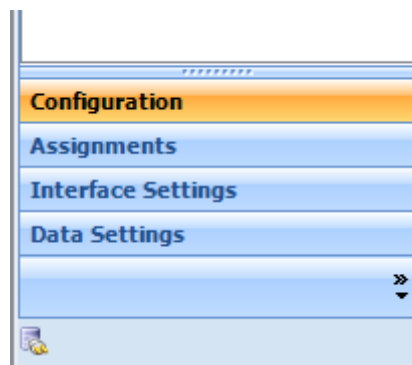 Configuration
Assignments
Interface Settings
Data Settings